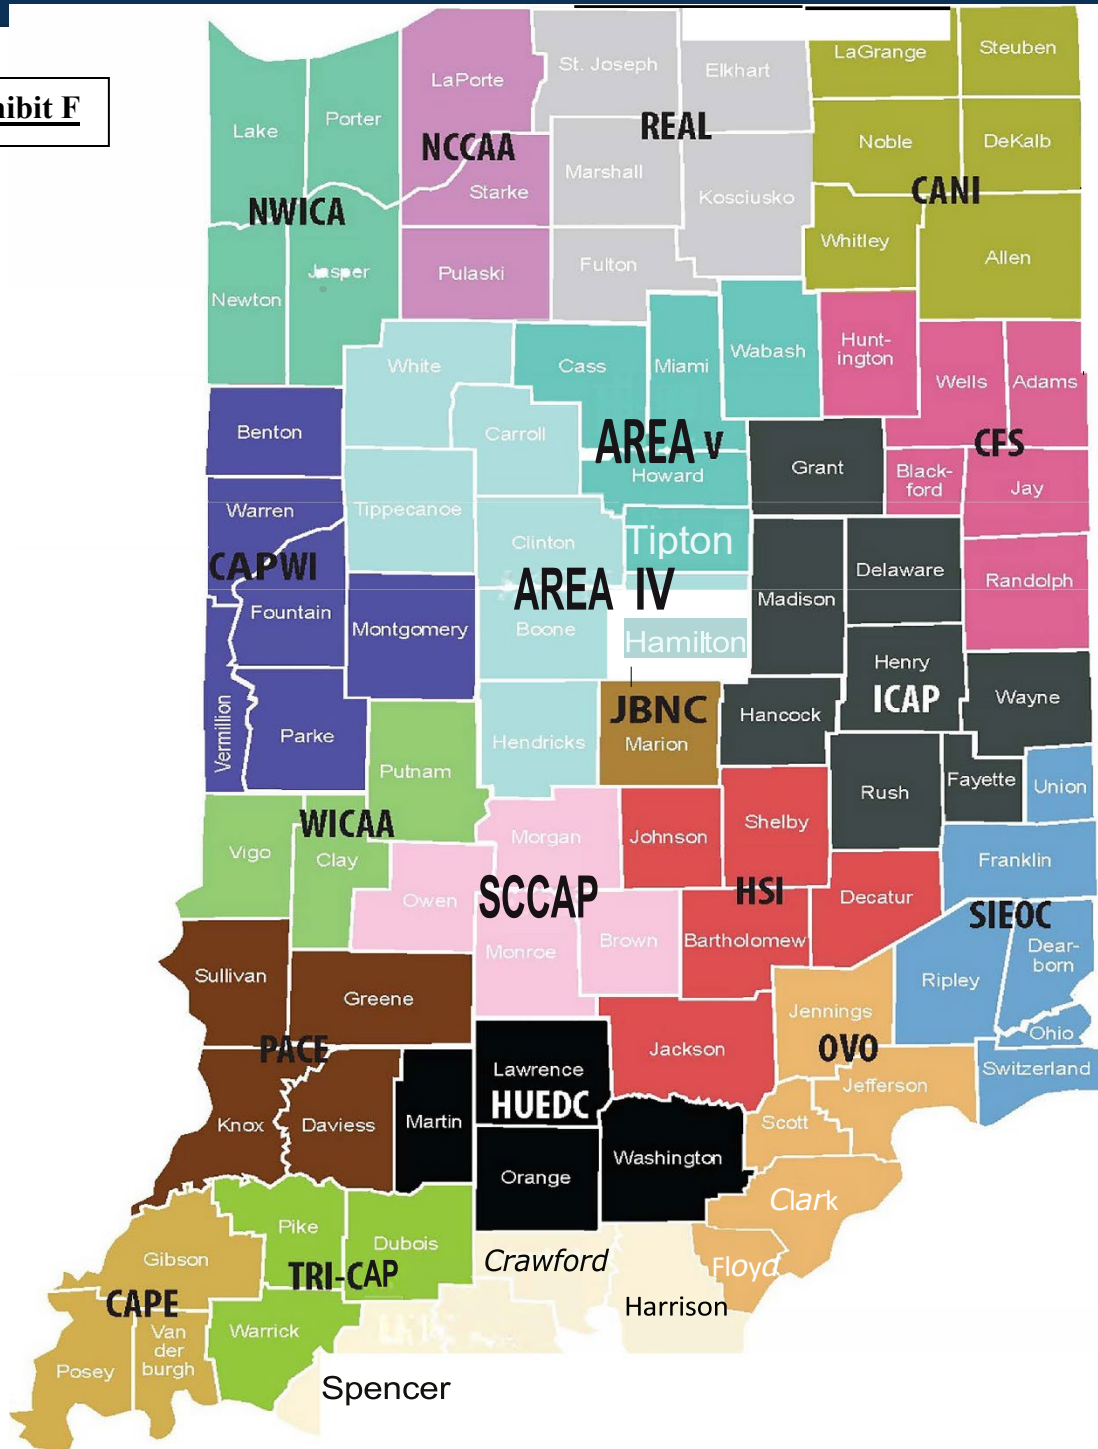 hibit F
LaGrange
Steuben
St. Joseph
Elkhart
LaPorte
Lake
Porter
REAL
NCCAA
Noble
DeKalb
Marshall
Starke
Kosciusko
CANI
NWICA
Whitley
Allen
Newton
Jasper
Pulaski
Fulton
White
Cass
Miami
Wabash
Hunt-
ington
Wells
Adams
Benton
Carroll
AREA V
CFS
Howard
Grant
Black-
ford
Jay
Warren
Tippecanoe
Clinton
Tipton
CAPWI
AREA IV
Madison
Delaware
Randolph
Fountain
Montgomery
Boone
Hamilton
Henry
ICAP
Wayne
Vermillion
Parke
Hendricks
JBNC
Marion
Hancock
Putnam
Rush
Fayette
Union
WICAA
Vigo
Clay
Morgan
Johnson
Shelby
Franklin
Owen
SCCAP
HSI
Decatur
SIEOC
Monroe
Brown
Bartholomew
Dear-
born
Sullivan
Greene
Ripley
Jennings
Ohio
PACE
Jackson
OVO
Lawrence
HUEDC
Switzerland
Jefferson
Knox
Daviess
Martin
Scott
Orange
Washington
Clark
Pike
Dubois
Gibson
TRI-CAP
Crawford
Floyd
CAPE
Harrison
Warrick
Van
der
burgh
Posey
Spencer